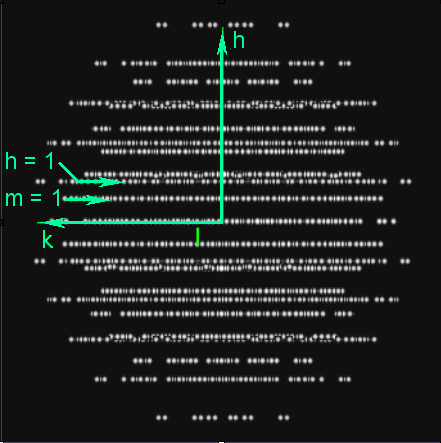 h
h = 1
m = 1
k